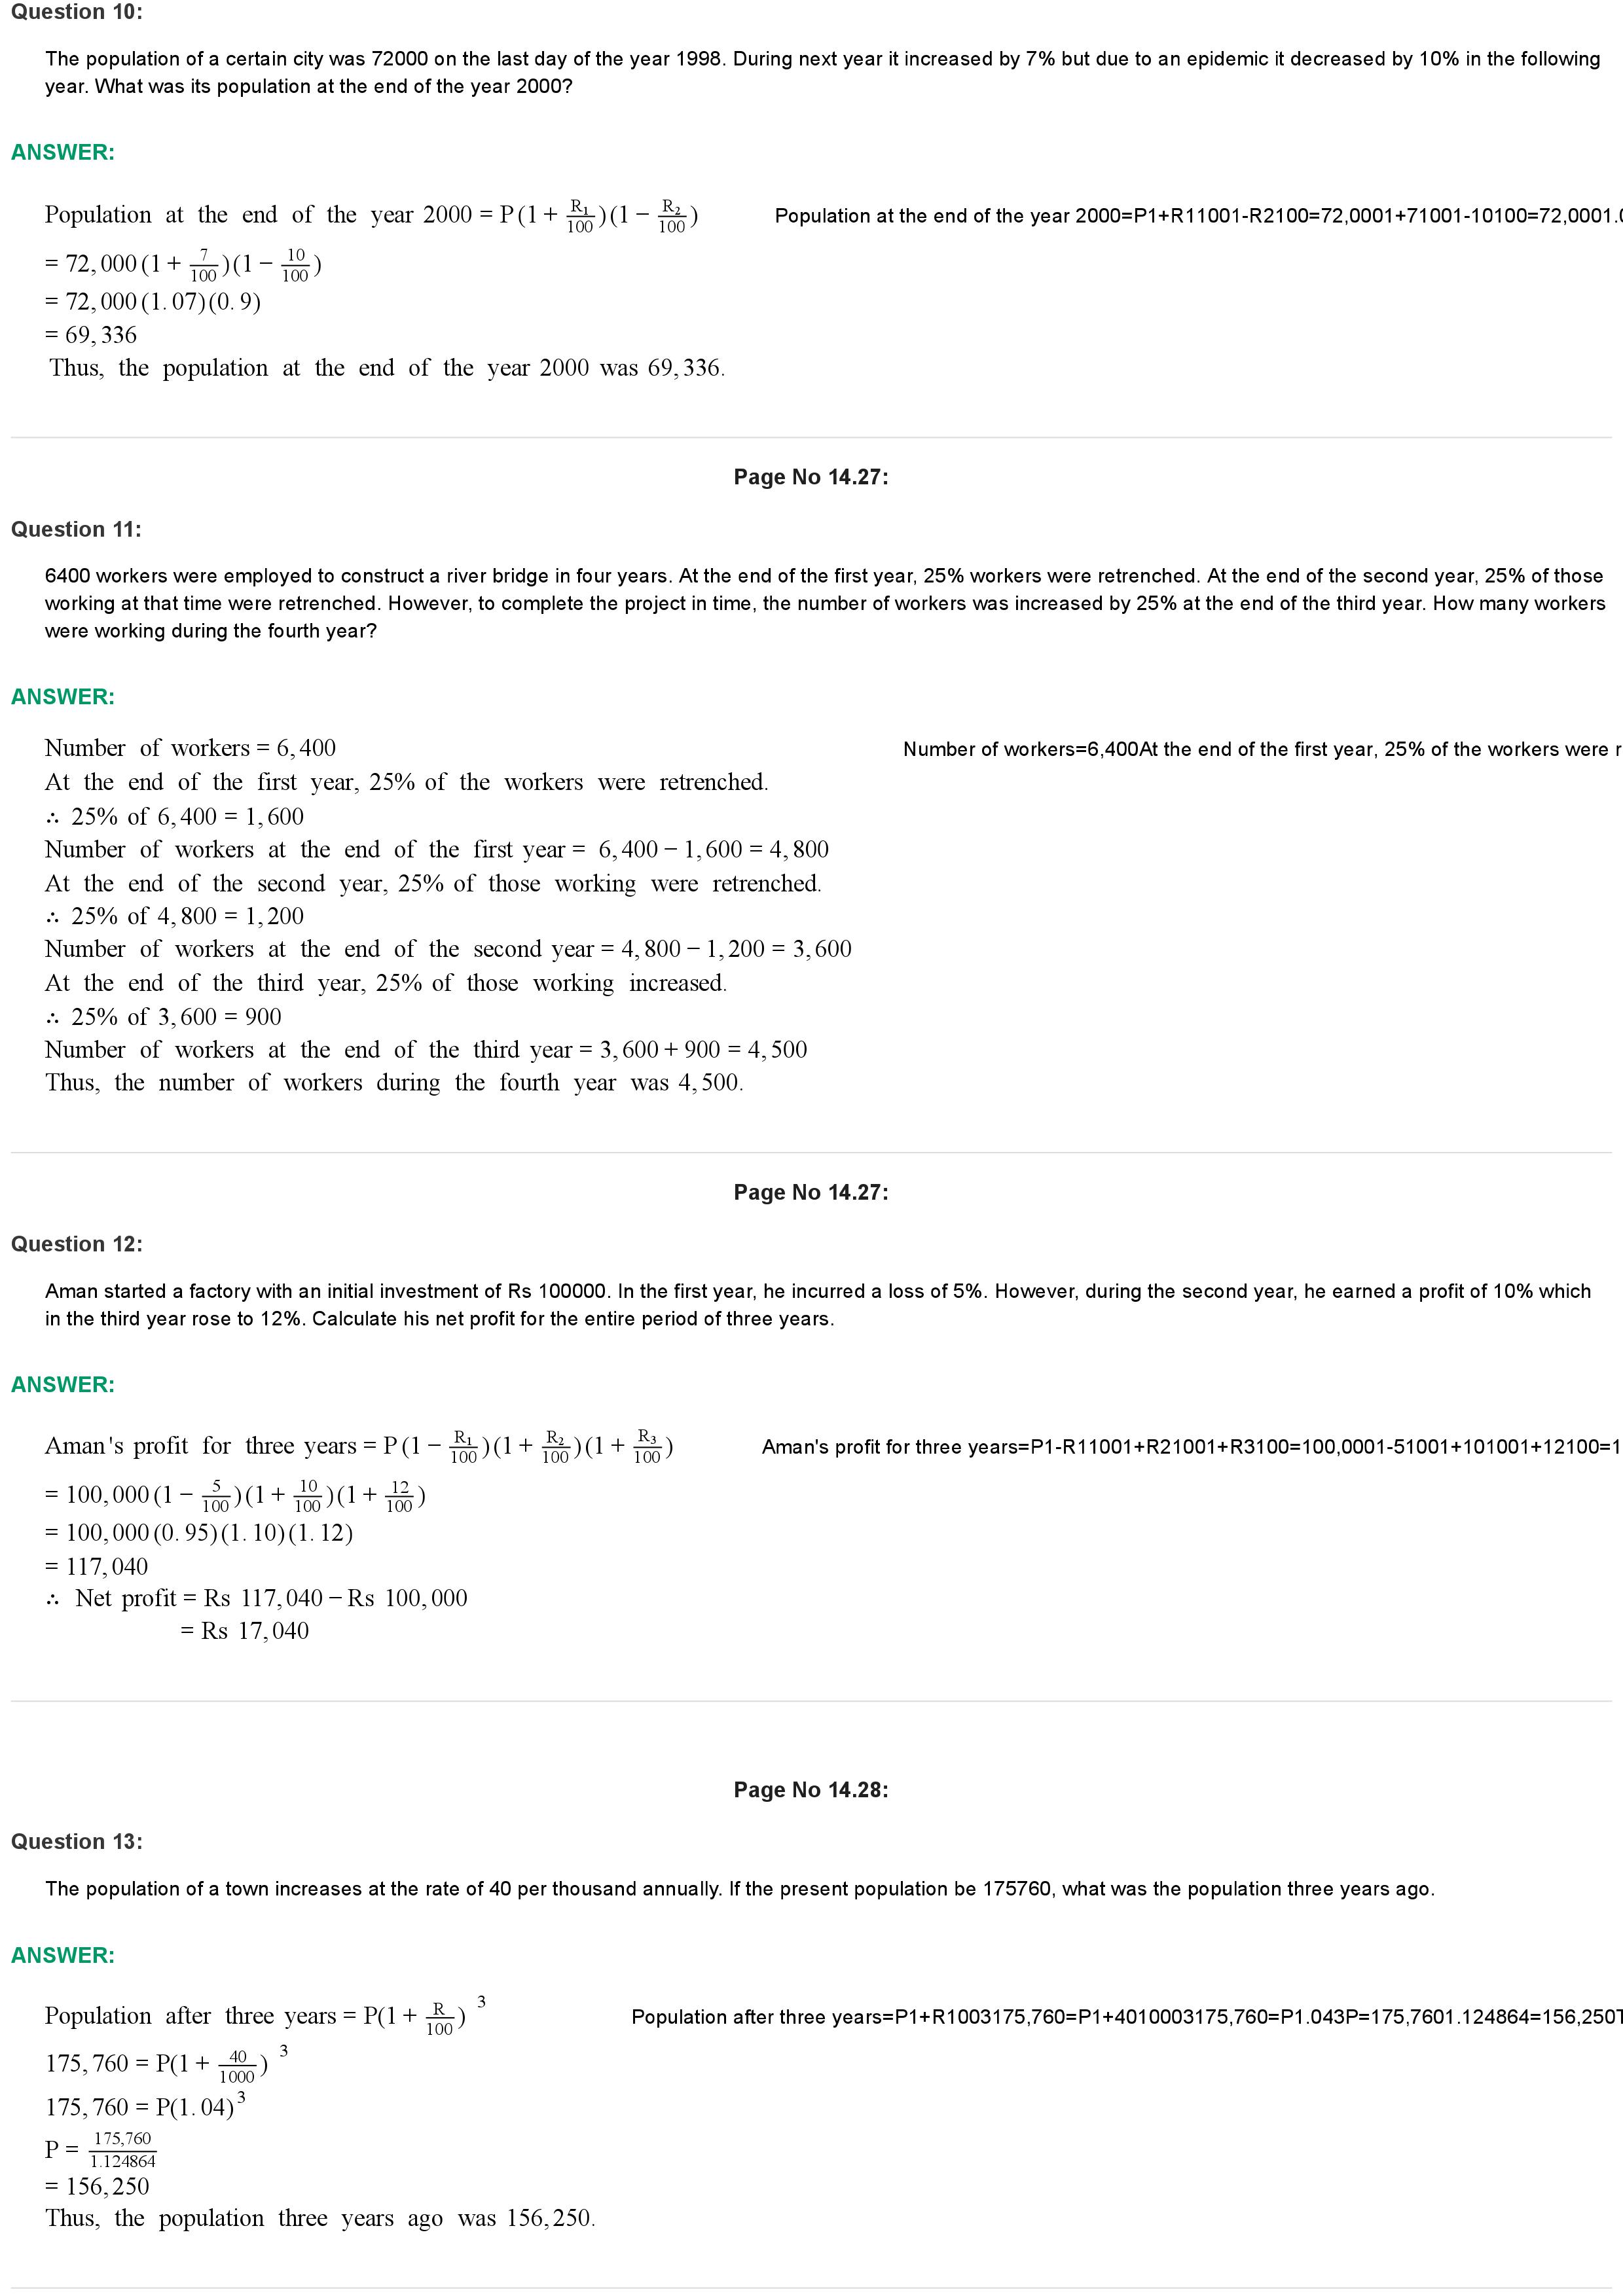 Question 10:
The population of a certain city was 72000 on the last day of the year 1998. During next year it increased by 7% but due to an epidemic it decreased by 10% in the following
year. What was its population at the end of the year 2000?
ANSWER:
Population at the end of the year 2000 = P(1 + R₁/100)(1 − R₂/100) Population at the end of the year 2000=P1+R11001-R2100=72,0001+71001-10100=72,0001.0
= 72,000(1 + 7/100)(1 − 10/100)
= 72,000(1.07)(0.9)
= 69,336
Thus, the population at the end of the year 2000 was 69,336.
Page No 14.27:
Question 11:
6400 workers were employed to construct a river bridge in four years. At the end of the first year, 25% workers were retrenched. At the end of the second year, 25% of those
working at that time were retrenched. However, to complete the project in time, the number of workers was increased by 25% at the end of the third year. How many workers
were working during the fourth year?
ANSWER:
Number of workers = 6,400 Number of workers=6,400At the end of the first year, 25% of the workers were r
At the end of the first year, 25% of the workers were retrenched.
∴ 25% of 6,400 = 1,600
Number of workers at the end of the first year = 6,400 − 1,600 = 4,800
At the end of the second year, 25% of those working were retrenched.
∴ 25% of 4,800 = 1,200
Number of workers at the end of the second year = 4,800 − 1,200 = 3,600
At the end of the third year, 25% of those working increased.
∴ 25% of 3,600 = 900
Number of workers at the end of the third year = 3,600 + 900 = 4,500
Thus, the number of workers during the fourth year was 4,500.
Page No 14.27:
Question 12:
Aman started a factory with an initial investment of Rs 100000. In the first year, he incurred a loss of 5%. However, during the second year, he earned a profit of 10% which
in the third year rose to 12%. Calculate his net profit for the entire period of three years.
ANSWER:
Aman's profit for three years = P(1 − R₁/100)(1 + R₂/100)(1 + R₃/100) Aman's profit for three years=P1-R11001+R21001+R3100=100,0001-51001+101001+12100=1
= 100,000(1 − 5/100)(1 + 10/100)(1 + 12/100)
= 100,000(0.95)(1.10)(1.12)
= 117,040
∴ Net profit = Rs 117,040 − Rs 100,000
= Rs 17,040
Page No 14.28:
Question 13:
The population of a town increases at the rate of 40 per thousand annually. If the present population be 175760, what was the population three years ago.
ANSWER:
Population after three years = P(1 + R/100)³ Population after three years=P1+R1003175,760=P1+4010003175,760=P1.043P=175,7601.124864=156,250T
175,760 = P(1 + 40/1000)³
175,760 = P(1.04)³
P = 175,760/1.124864
= 156,250
Thus, the population three years ago was 156,250.